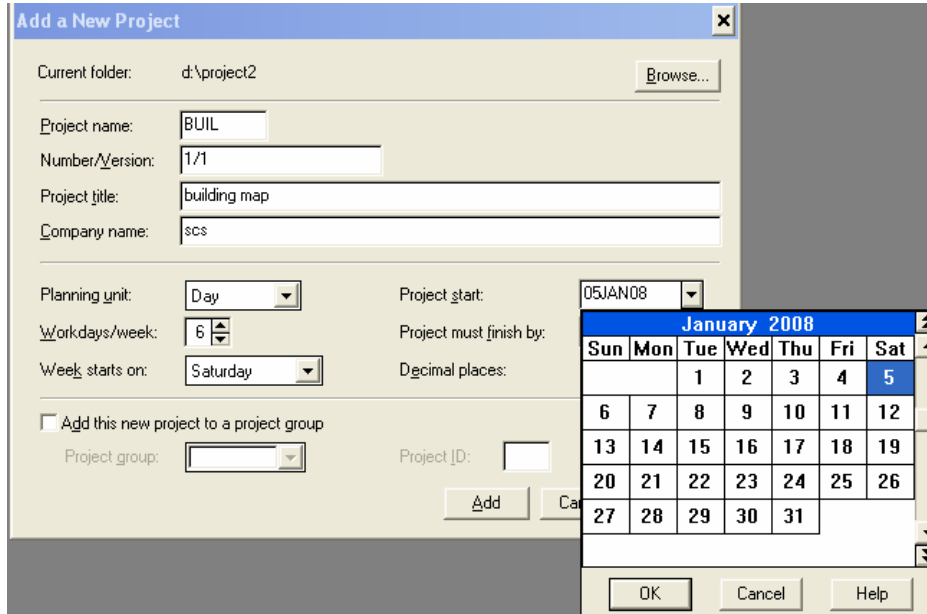 Add a New Project
Current folder: d:\project2 Browse...
Project name: BUIL
Number/Version: 1/1
Project title: building map
Company name: scs
Planning unit: Day Project start: 05JAN08
Workdays/week: 6 Project must finish by:
Week starts on: Saturday Decimal places:
Add this new project to a project group
Project group: Project ID:
Add
January 2008
Sun Mon Tue Wed Thu Fri Sat
1 2 3 4 5
6 7 8 9 10 11 12
13 14 15 16 17 18 19
20 21 22 23 24 25 26
27 28 29 30 31
OK Cancel Help